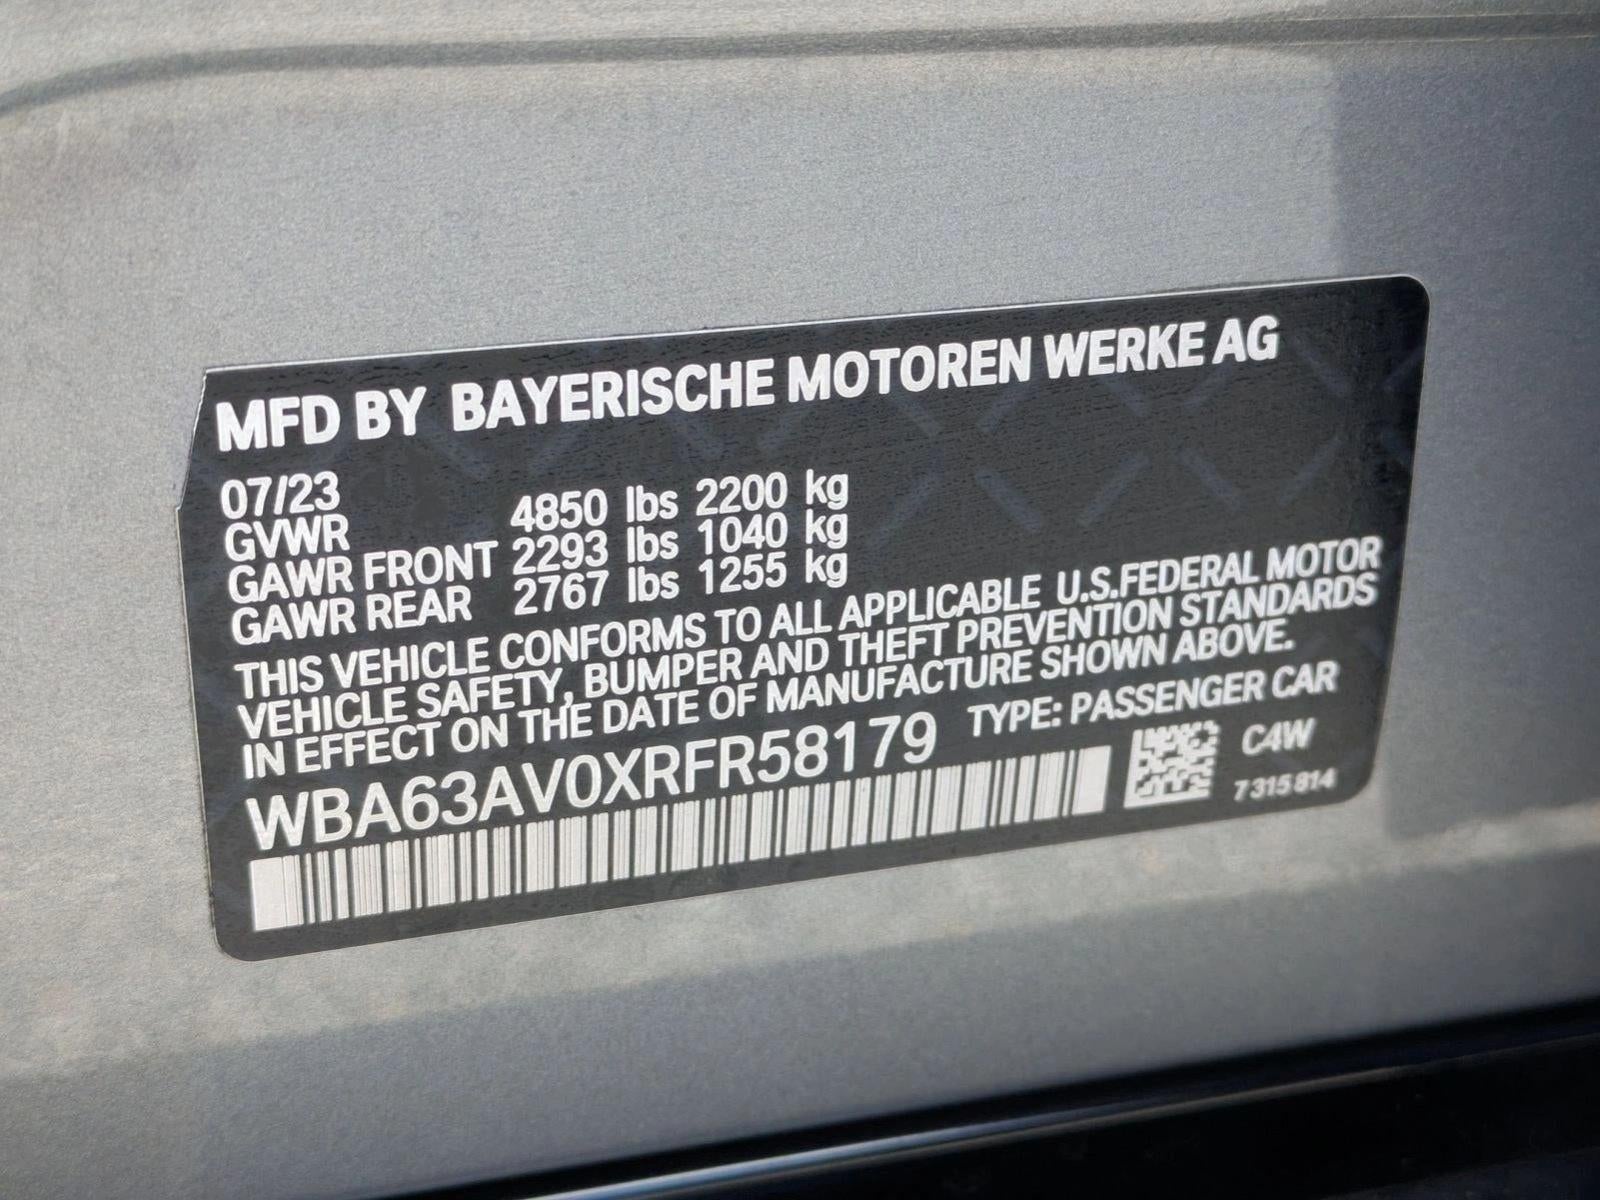 MFD BY BAYERISCHE MOTOREN WERKE AG
07/23
GVWR 4850 lbs 2200 kg
GAWR FRONT 2293 lbs 1040 kg
GAWR REAR 2767 lbs 1255 kg
THIS VEHICLE CONFORMS TO ALL APPLICABLE U.S.FEDERAL MOTOR
VEHICLE SAFETY, BUMPER AND THEFT PREVENTION STANDARDS
IN EFFECT ON THE DATE OF MANUFACTURE SHOWN ABOVE.
WBA63AV0XRFR58179 TYPE: PASSENGER CAR
C4W
7315814